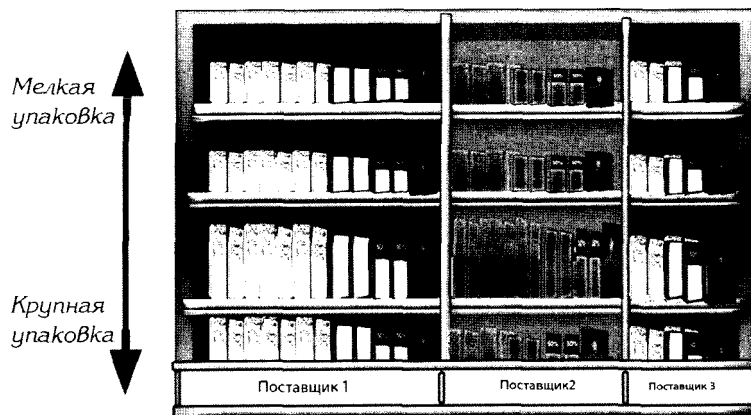 Мелкая
упаковка
Крупная
упаковка
Поставщик 1
Поставщик2
Поставщик 3